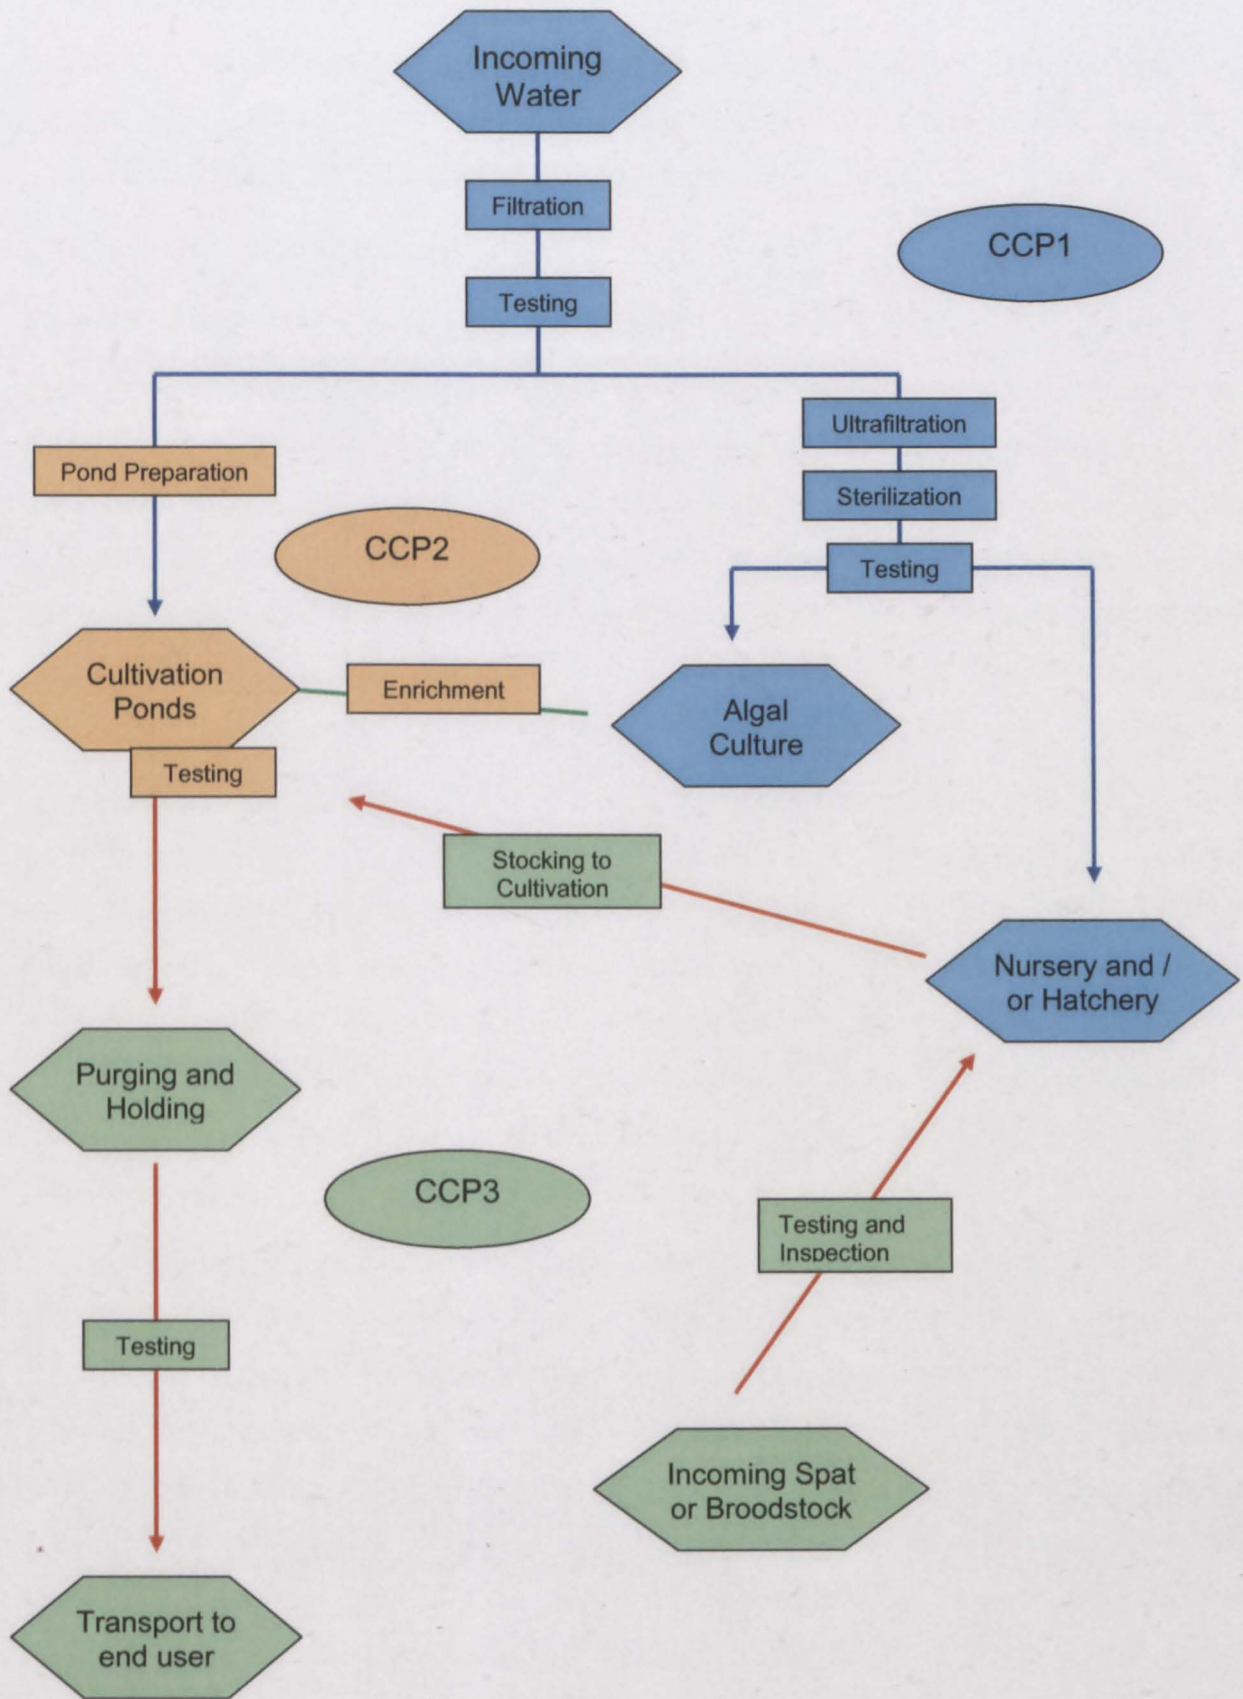 Incoming
Water
Filtration
CCP1
Testing
Ultrafiltration
Pond Preparation
Sterilization
CCP2
Testing
Cultivation
Ponds
Enrichment
Algal
Culture
Testing
Stocking to
Cultivation
Nursery and /
or Hatchery
Purging and
Holding
CCP3
Testing and
Inspection
Testing
Incoming Spat
or Broodstock
Transport to
end user